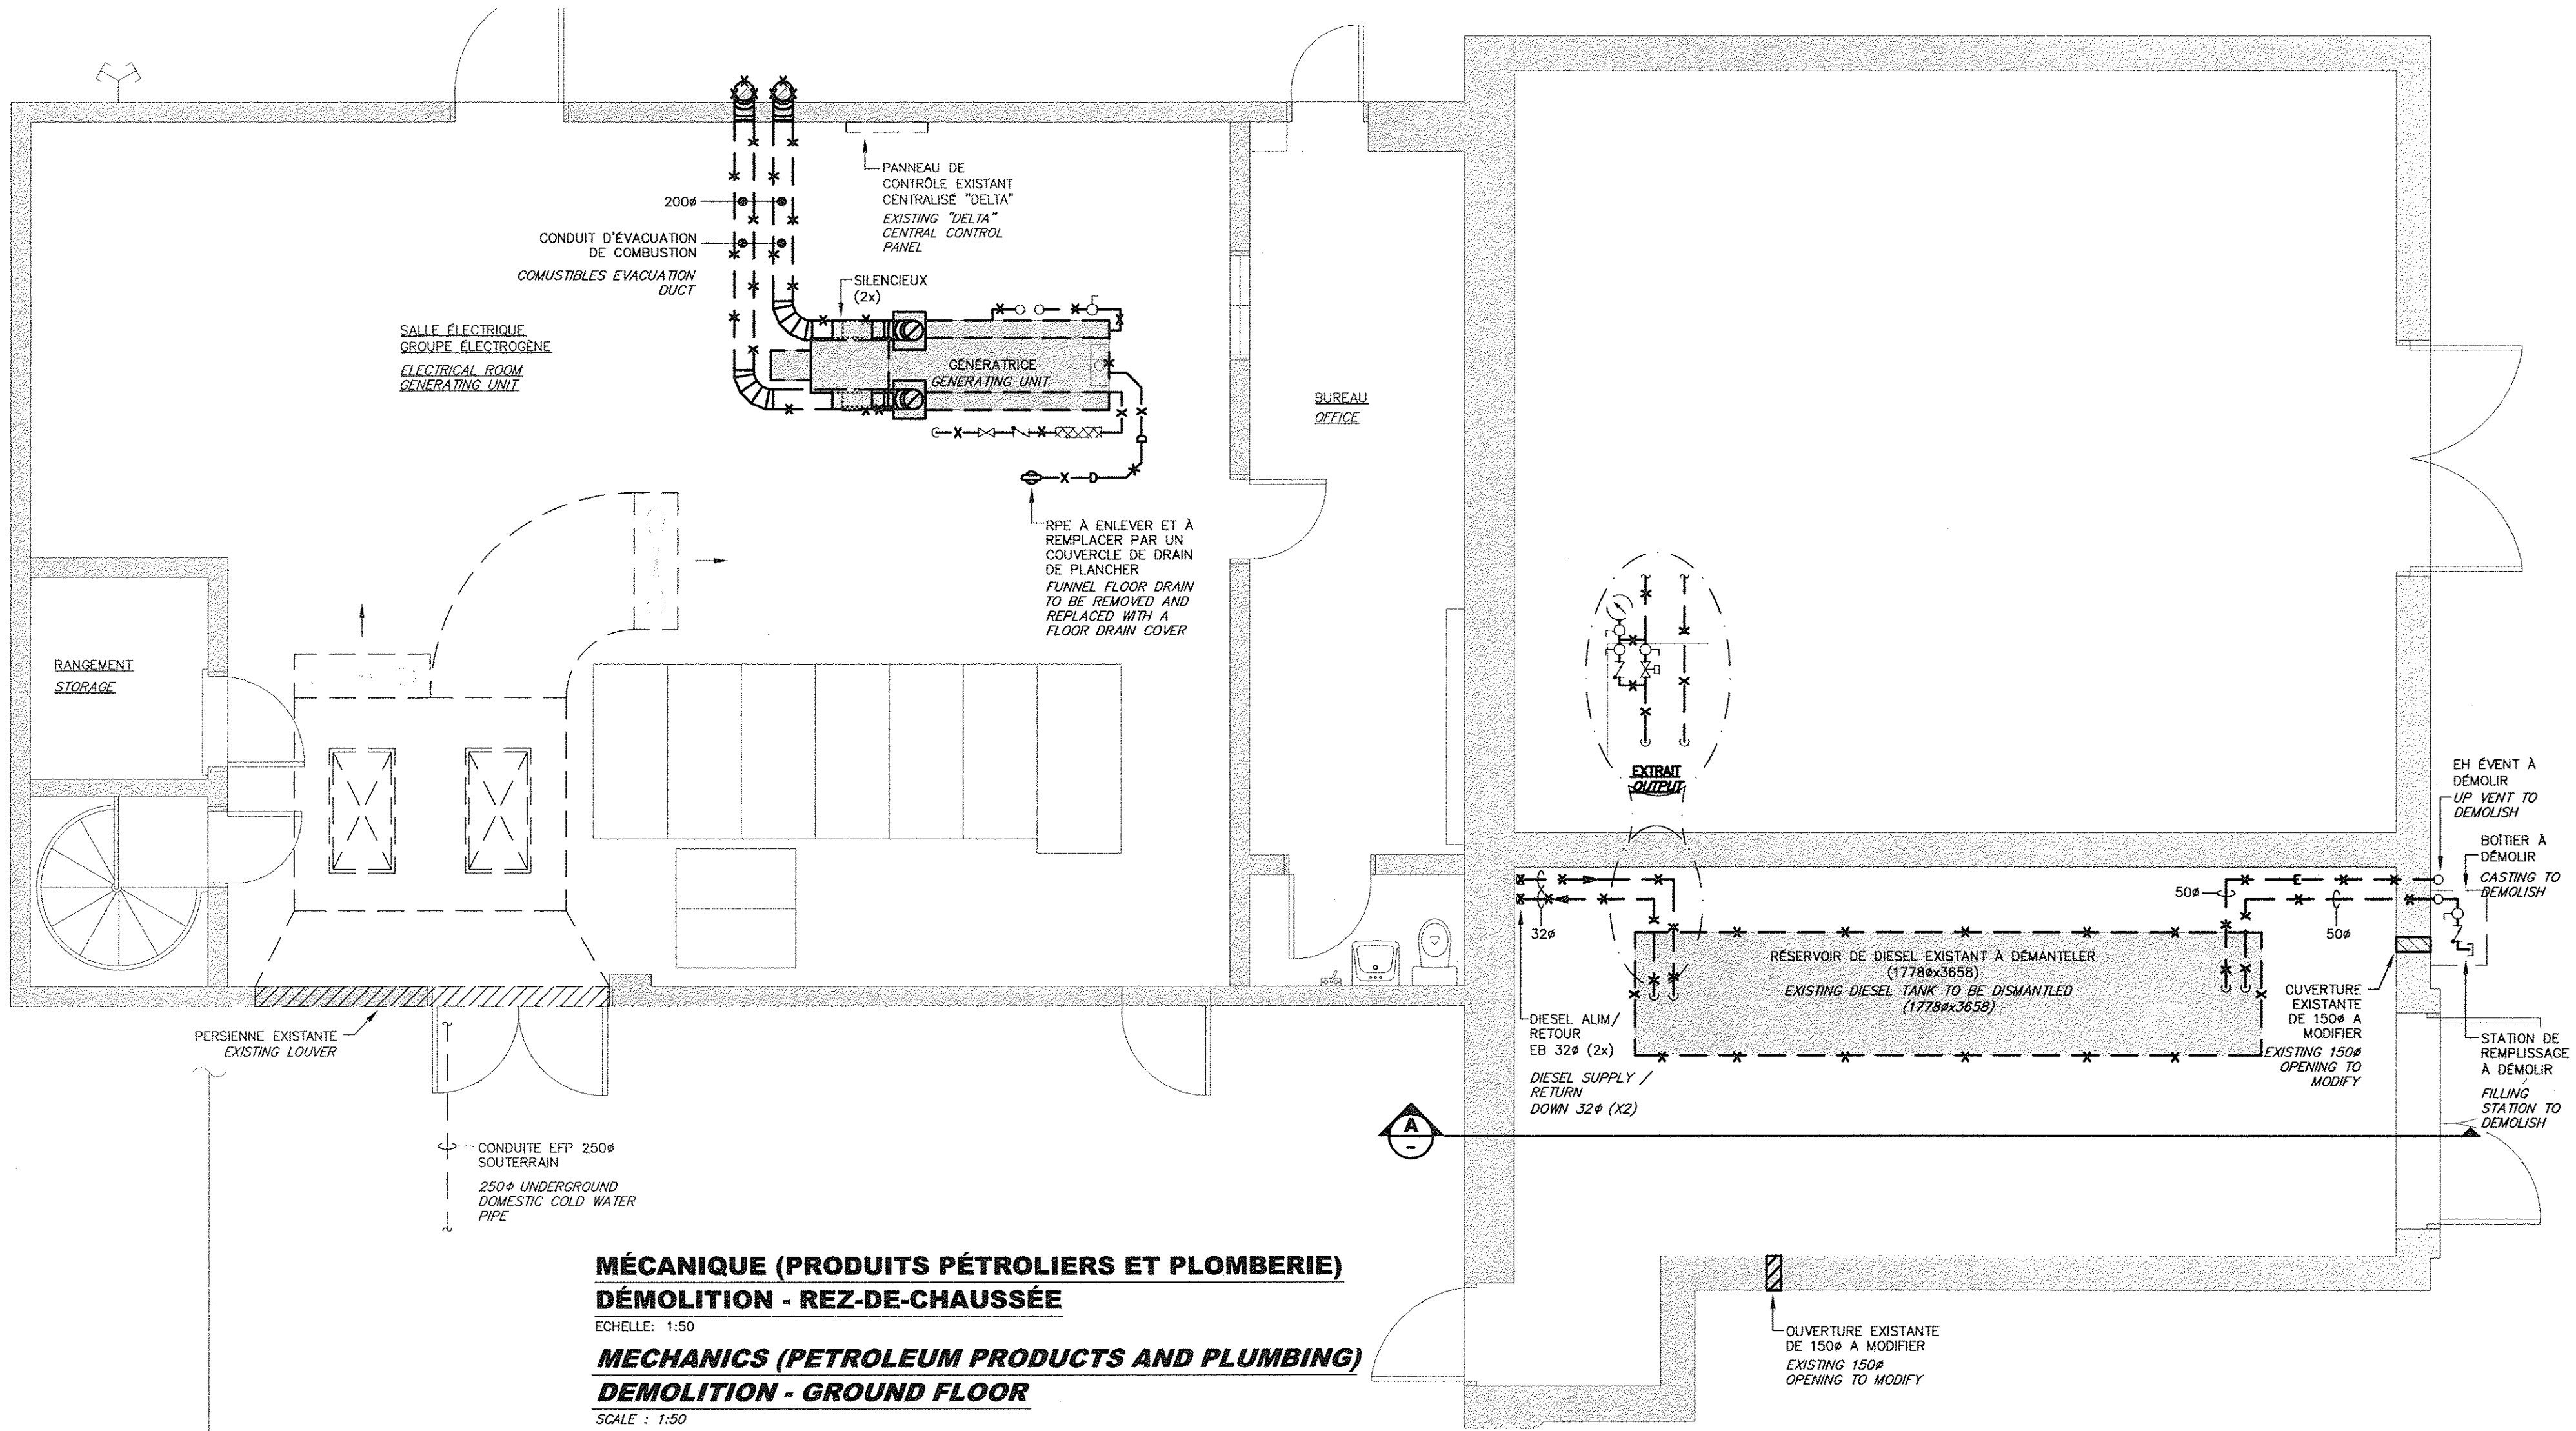 PANNEAU DE
CONTRÔLE EXISTANT
CENTRALISÉ "DELTA"
EXISTING "DELTA"
CENTRAL CONTROL
PANEL
200ø
CONDUIT D'ÉVACUATION
DE COMBUSTION
COMUSTIBLES EVACUATION
DUCT
SILENCIEUX
(2x)
SALLE ÉLECTRIQUE
GROUPE ÉLECTROGÈNE
ELECTRICAL ROOM
GENERATING UNIT
GÉNÉRATRICE
GENERATING UNIT
D
D
BUREAU
OFFICE
RPE À ENLEVER ET À
REMPLACER PAR UN
COUVERCLE DE DRAIN
DE PLANCHER
FUNNEL FLOOR DRAIN
TO BE REMOVED AND
REPLACED WITH A
FLOOR DRAIN COVER
RANGEMENT
STORAGE
EXTRAIT
OUTPUT
EH ÉVENT À
DÉMOLIR
UP VENT TO
DEMOLISH
BOÎTIER À
DÉMOLIR
CASTING TO
DEMOLISH
50ø
E
50ø
32ø
RÉSERVOIR DE DIESEL EXISTANT À DÉMANTELER
(1778øx3658)
EXISTING DIESEL TANK TO BE DISMANTLED
(1778øx3658)
OUVERTURE
EXISTANTE
DE 150ø A
MODIFIER
EXISTING 150ø
OPENING TO
MODIFY
STATION DE
REMPLISSAGE
À DÉMOLIR
FILLING
STATION TO
DEMOLISH
DIESEL ALIM/
RETOUR
EB 32ø (2x)
DIESEL SUPPLY /
RETURN
DOWN 32ø (X2)
PERSIENNE EXISTANTE
EXISTING LOUVER
A
-
CONDUITE EFP 250ø
SOUTERRAIN
250ø UNDERGROUND
DOMESTIC COLD WATER
PIPE
MÉCANIQUE (PRODUITS PÉTROLIERS ET PLOMBERIE)
DÉMOLITION - REZ-DE-CHAUSSÉE
ECHELLE: 1:50
MECHANICS (PETROLEUM PRODUCTS AND PLUMBING)
DEMOLITION - GROUND FLOOR
SCALE : 1:50
OUVERTURE EXISTANTE
DE 150ø A MODIFIER
EXISTING 150ø
OPENING TO MODIFY